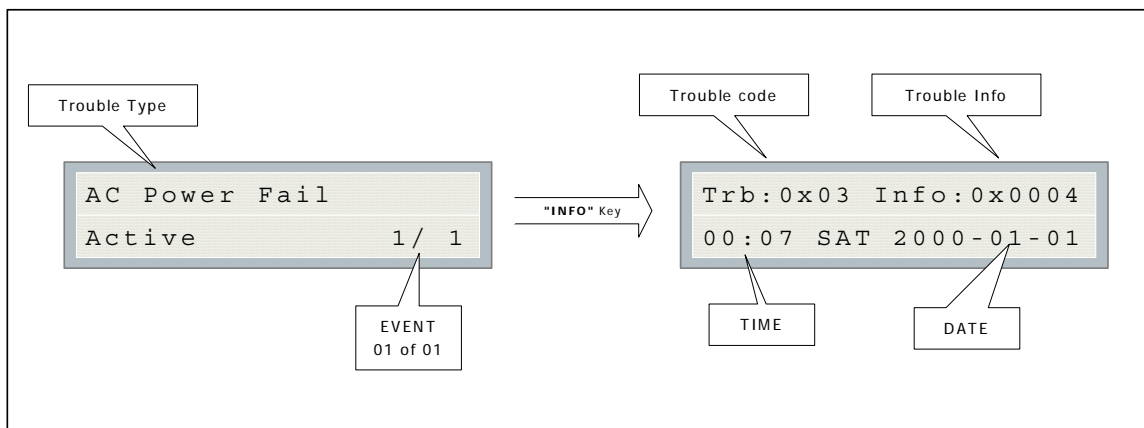 Trouble Type
AC Power Fail
Active 1/ 1
EVENT
01 of 01
"INFO" Key
Trouble code
Trouble Info
Trb:0x03 Info:0x0004
00:07 SAT 2000-01-01
TIME
DATE